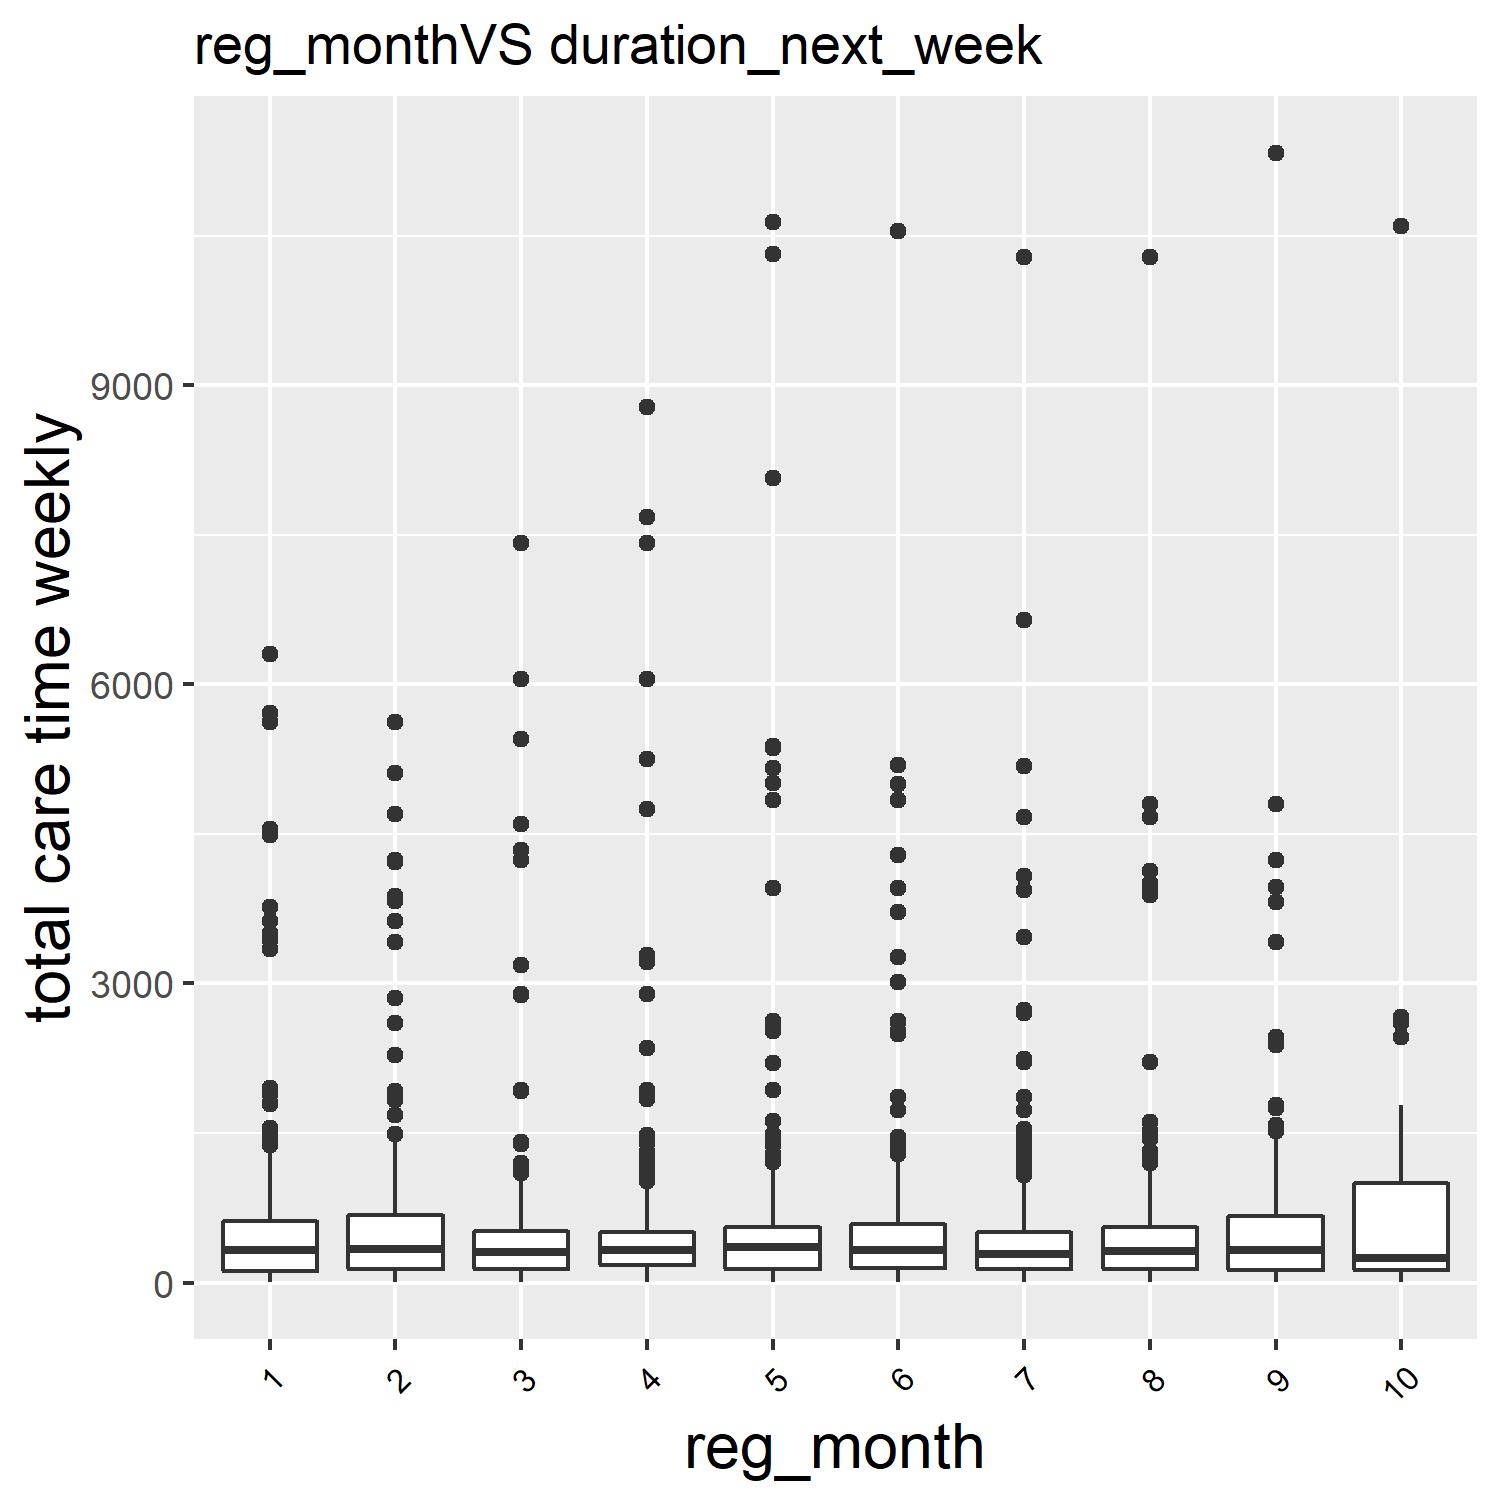 reg_monthVS duration_next_week
total care time weekly
9000
6000
3000
0
1 2 3 4 5 6 7 8 9 10
reg_month